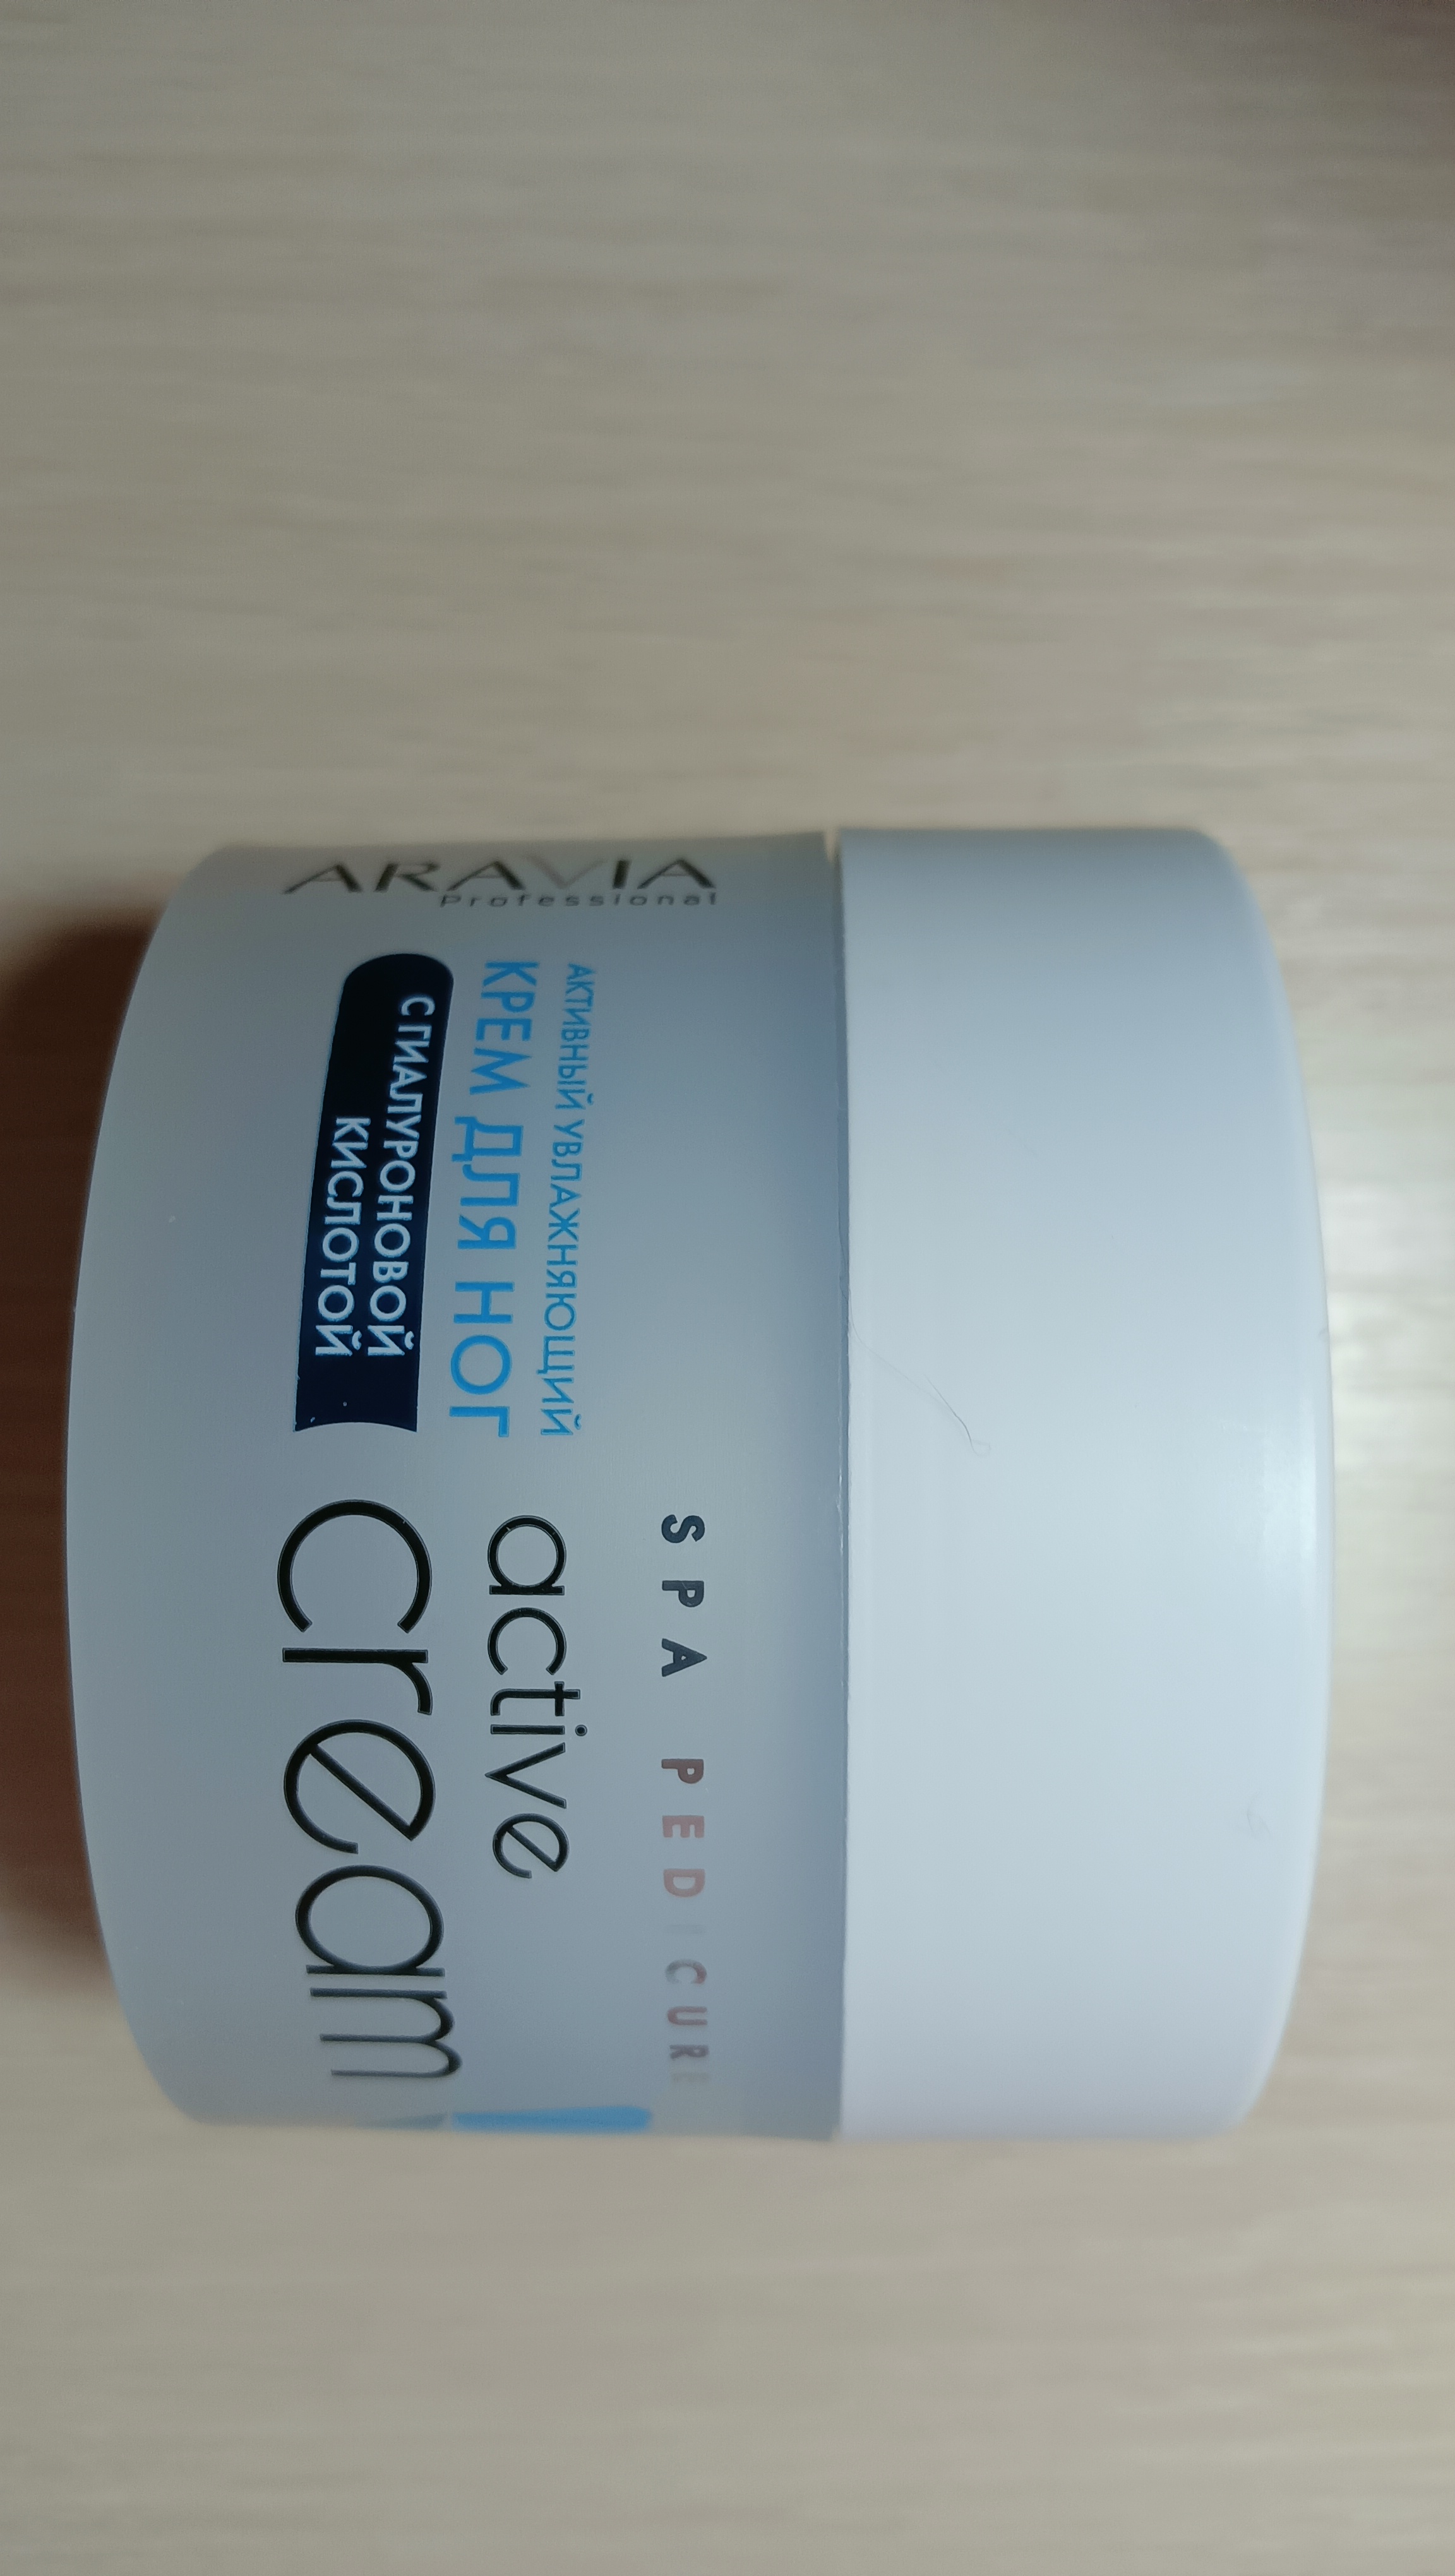 ARAVIA
Professional
АКТИВНЫЙ УВЛАЖНЯЮЩИЙ
КРЕМ ДЛЯ НОГ
С ГИАЛУРОНОВОЙ
КИСЛОТОЙ
SPA PEDICURE
active
cream